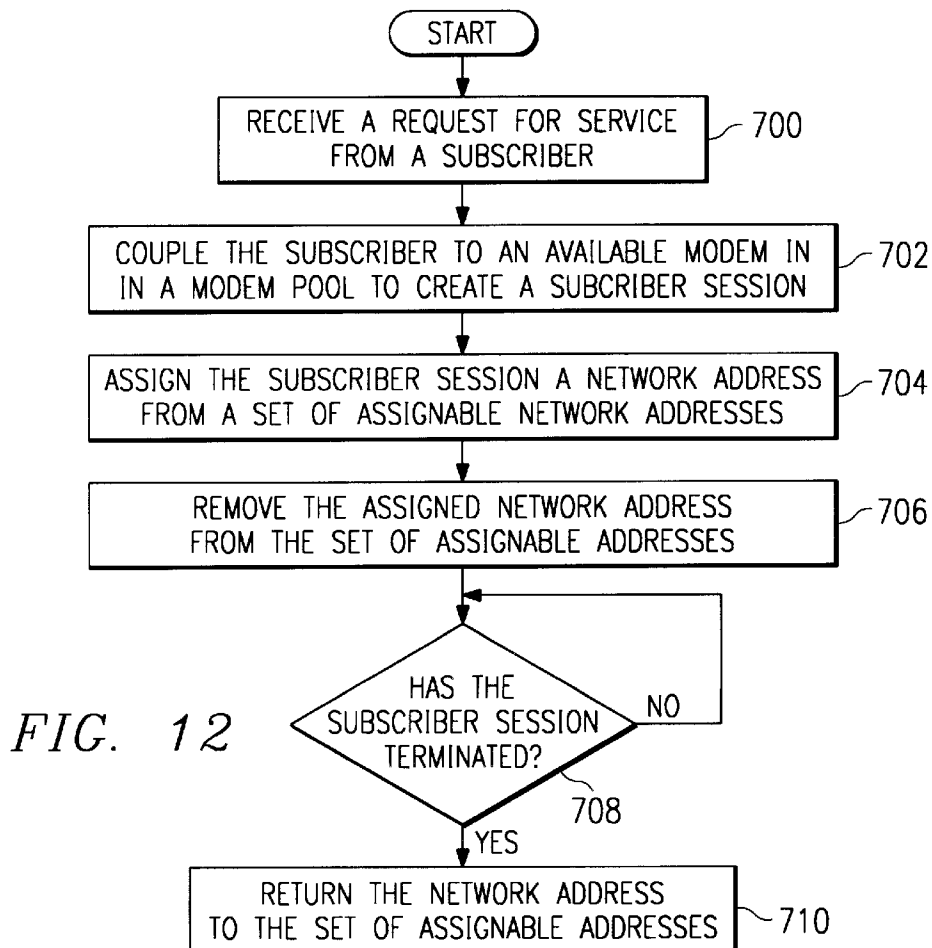 START
RECEIVE A REQUEST FOR SERVICE
FROM A SUBSCRIBER
700
COUPLE THE SUBSCRIBER TO AN AVAILABLE MODEM IN
IN A MODEM POOL TO CREATE A SUBCRIBER SESSION
702
ASSIGN THE SUBSCRIBER SESSION A NETWORK ADDRESS
FROM A SET OF ASSIGNABLE NETWORK ADDRESSES
704
REMOVE THE ASSIGNED NETWORK ADDRESS
FROM THE SET OF ASSIGNABLE ADDRESSES
706
HAS THE
SUBSCRIBER SESSION
TERMINATED?
NO
708
FIG. 12
YES
RETURN THE NETWORK ADDRESS
TO THE SET OF ASSIGNABLE ADDRESSES
710